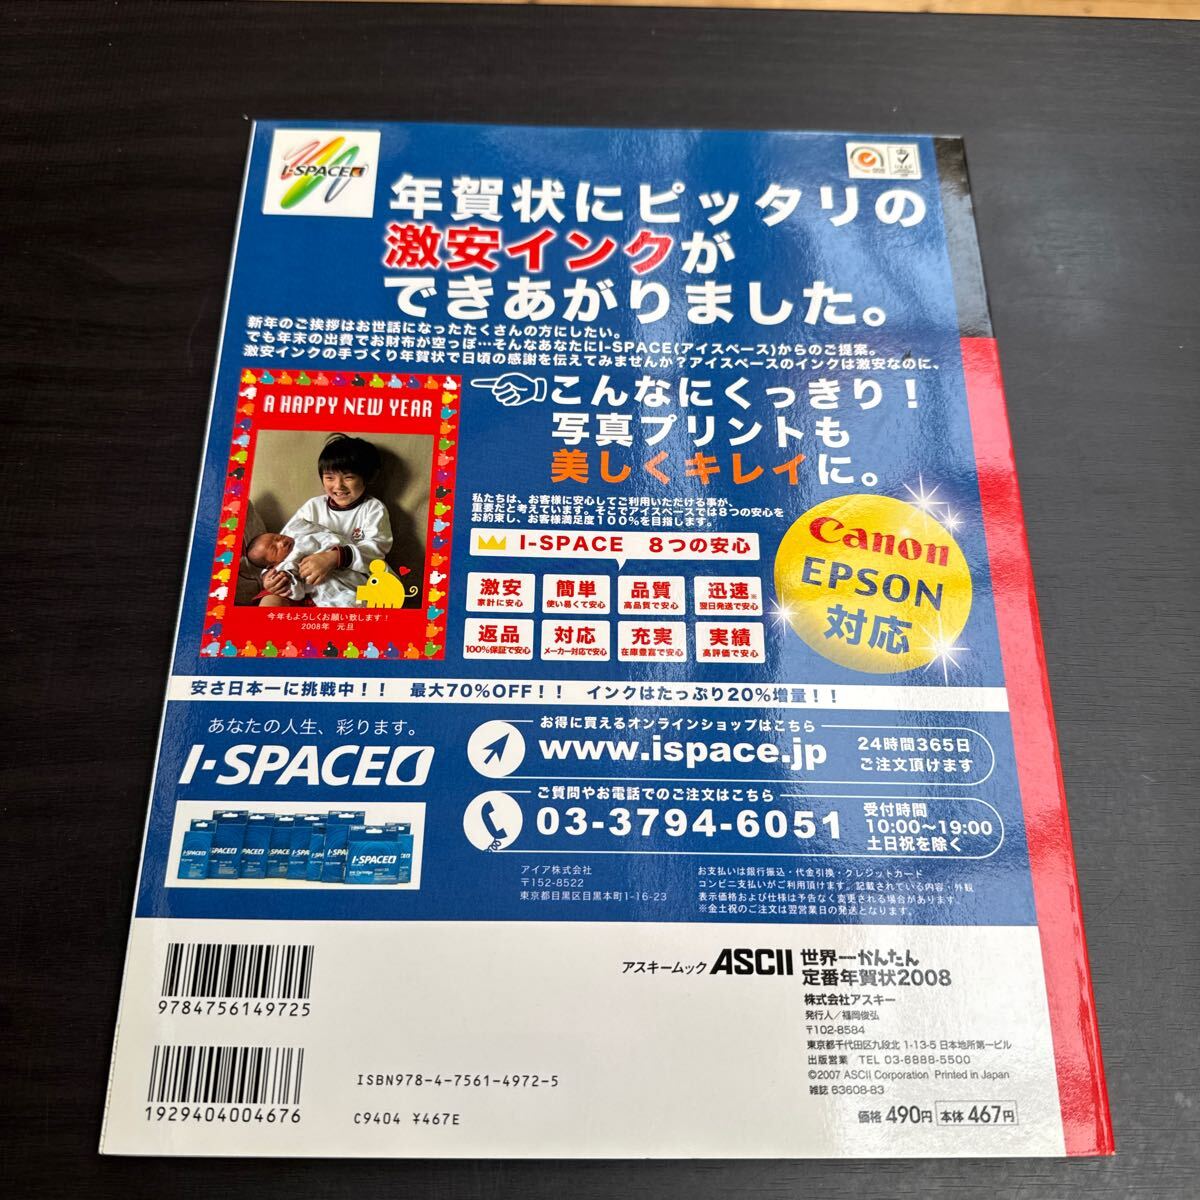 I-SPACE
年賀状にピッタリの
激安インクが
できあがりました。
新年のご挨拶はお世話になったたくさんの方にしたい。
でも年末の出費でお財布が空っぽ…そんなあなたにI-SPACE(アイスペース)からのご提案。
激安インクの手づくり年賀状で日頃の感謝を伝えてみませんか？アイスペースのインクは激安なのに、
A HAPPY NEW YEAR
今年もよろしくお願い致します！
2008年 元旦
こんなにくっきり！
写真プリントも
美しくキレイに。
私たちは、お客様に安心してご利用いただける事が、
重要だと考えています。そこでアイスペースでは８つの安心を
お約束し、お客様満足度１００％を目指します。
I-SPACE 8つの安心
激安
家計に安心
簡単
使い易くて安心
品質
高品質で安心
迅速※
翌日発送で安心
返品
100%保証で安心
対応
メーカー対応で安心
充実
在庫豊富で安心
実績
高評価で安心
Canon
EPSON
対応
安さ日本一に挑戦中！！ 最大70％OFF！！ インクはたっぷり20％増量！！
あなたの人生、彩ります。
I-SPACE
お得に買えるオンラインショップはこちら
www.ispace.jp
24時間365日
ご注文頂けます
ご質問やお電話でのご注文はこちら
03-3794-6051
受付時間
10:00～19:00
土日祝を除く
I-SPACE
アイア株式会社
〒152-8522
東京都目黒区目黒本町1-16-23
お支払いは銀行振込・代金引換・クレジットカード
コンビニ支払いがご利用頂けます。記載されている内容・外観
表示価格および仕様は予告なく変更される場合があります。
※金土祝のご注文は翌営業日の発送となります。
9784756149725
1929404004676
ISBN978-4-7561-4972-5
C9404 ¥467E
アスキームック ASCII 世界一かんたん
定番年賀状2008
株式会社アスキー
発行人／福岡俊弘
〒102-8584
東京都千代田区九段北 1-13-5 日本地所第一ビル
出版営業 TEL 03-6888-5500
©2007 ASCII Corporation Printed in Japan
雑誌 63608-83
価格 490円 本体 467円